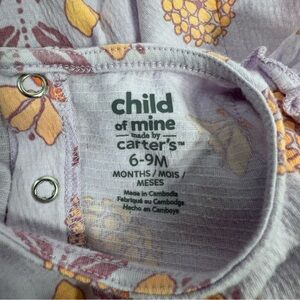 child
of mine
made by
carter's™
6-9M
MONTHS / MOIS /
MESES
Made in Cambodia
Fabriqué au Cambodge
Hecho en Camboya